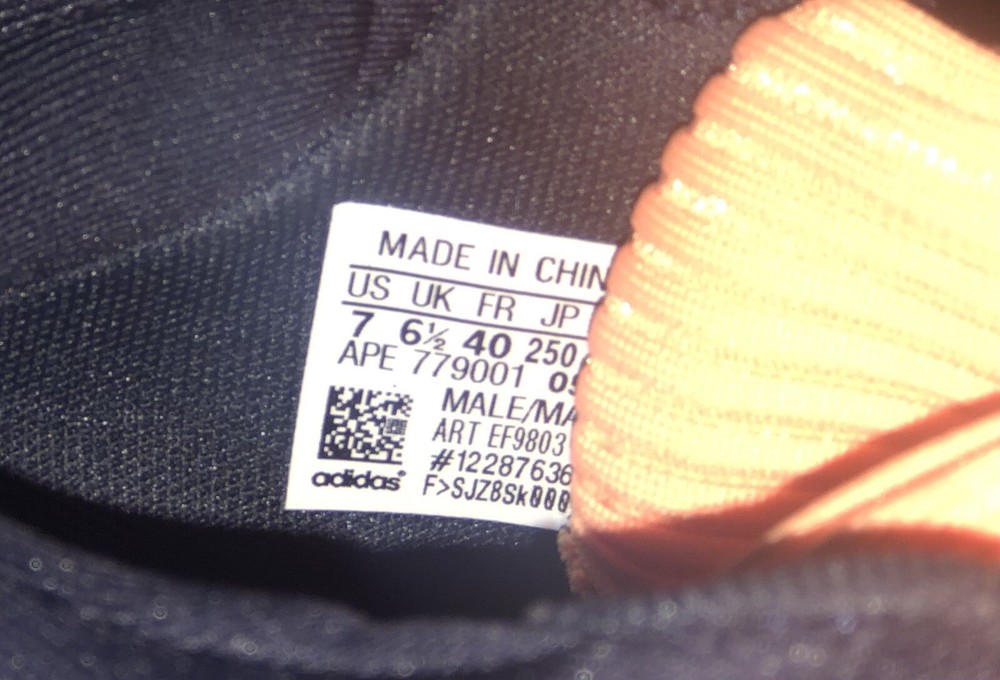 MADE IN CHIN
US UK FR JP
7 6½ 40 250
APE 779001 09
MALE/MA
ART EF9803
#12287636
adidas®
F>SJZ8Sk000